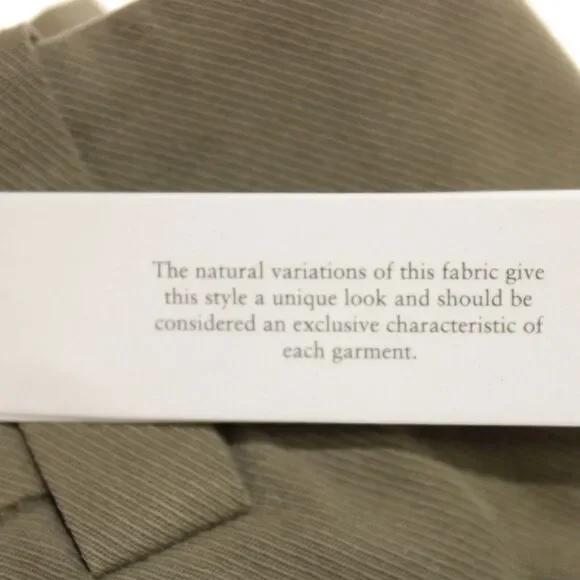 The natural variations of this fabric give
this style a unique look and should be
considered an exclusive characteristic of
each garment.